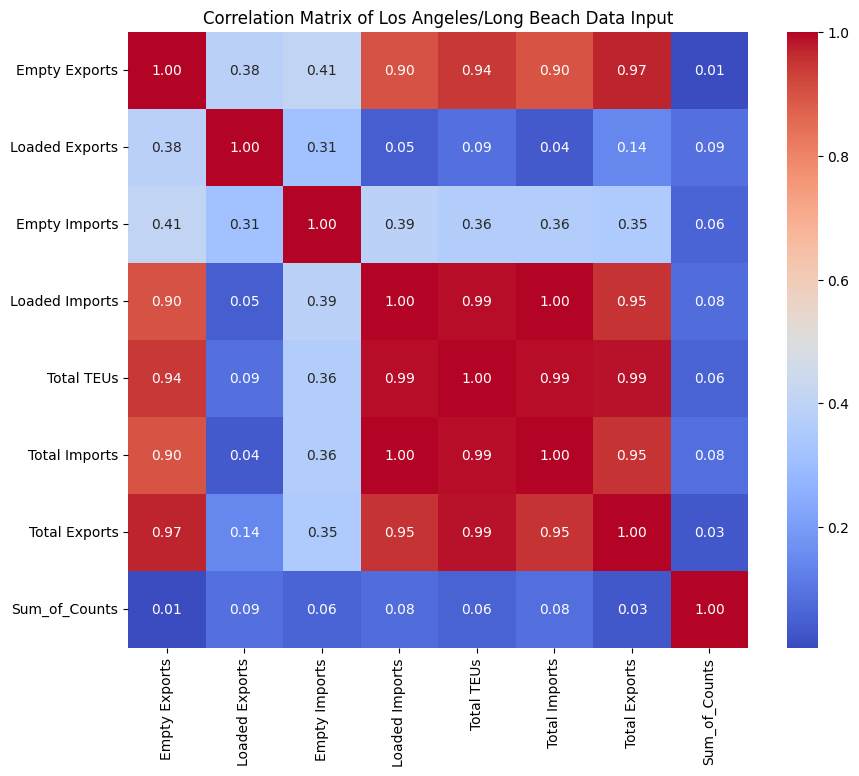 Correlation Matrix of Los Angeles/Long Beach Data Input
Empty Exports 1.00 0.38 0.41 0.90 0.94 0.90 0.97 0.01
Loaded Exports 0.38 1.00 0.31 0.05 0.09 0.04 0.14 0.09
Empty Imports 0.41 0.31 1.00 0.39 0.36 0.36 0.35 0.06
Loaded Imports 0.90 0.05 0.39 1.00 0.99 1.00 0.95 0.08
Total TEUs 0.94 0.09 0.36 0.99 1.00 0.99 0.99 0.06
Total Imports 0.90 0.04 0.36 1.00 0.99 1.00 0.95 0.08
Total Exports 0.97 0.14 0.35 0.95 0.99 0.95 1.00 0.03
Sum_of_Counts 0.01 0.09 0.06 0.08 0.06 0.08 0.03 1.00
Empty Exports
Loaded Exports
Empty Imports
Loaded Imports
Total TEUs
Total Imports
Total Exports
Sum_of_Counts
1.0
0.8
0.6
0.4
0.2